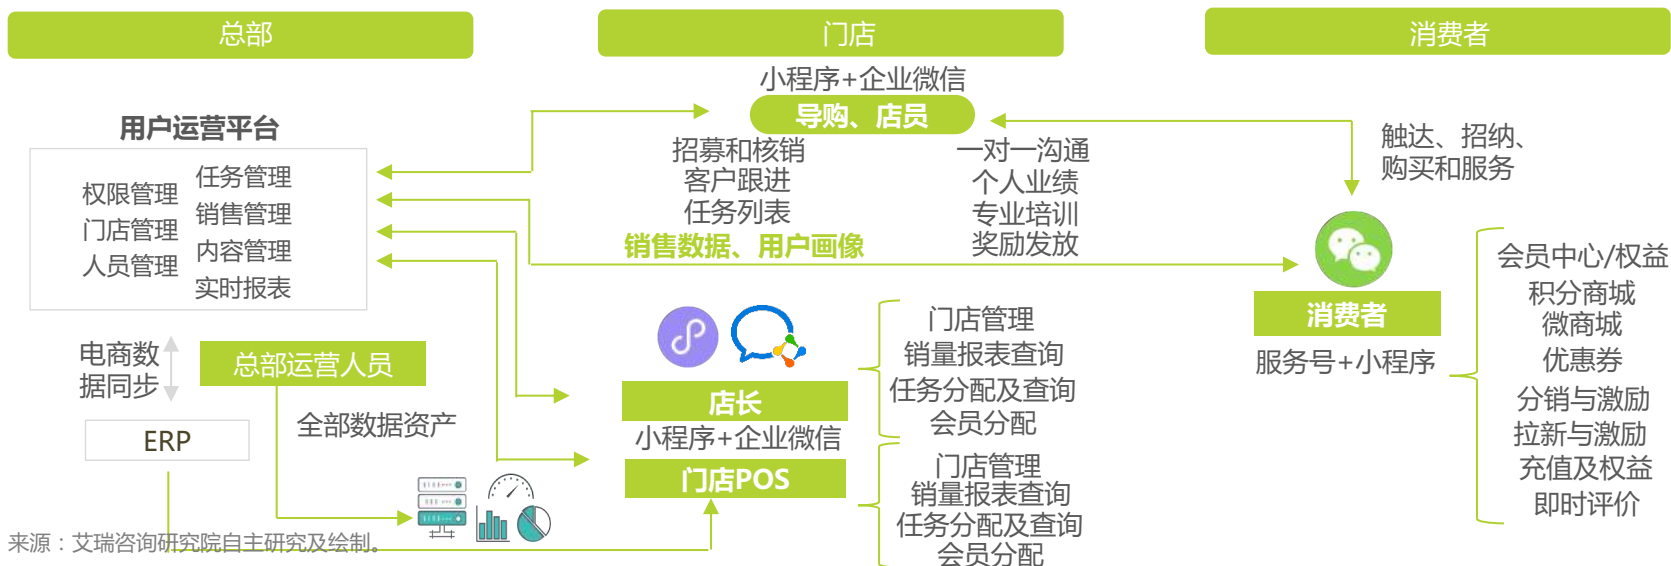 总部
门店
消费者
用户运营平台
权限管理
门店管理
人员管理
任务管理
销售管理
内容管理
实时报表
电商数
据同步
总部运营人员
ERP
全部数据资产
小程序+企业微信
导购、店员
招募和核销
客户跟进
任务列表
一对一沟通
个人业绩
专业培训
奖励发放
销售数据、用户画像
店长
小程序+企业微信
门店POS
门店管理
销量报表查询
任务分配及查询
会员分配
门店管理
销量报表查询
任务分配及查询
会员分配
触达、招纳、
购买和服务
消费者
服务号+小程序
会员中心/权益
积分商城
微商城
优惠券
分销与激励
拉新与激励
充值及权益
即时评价
来源：艾瑞咨询研究院自主研究及绘制。